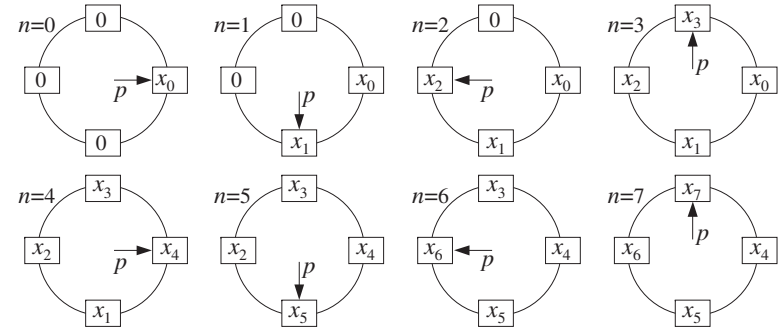 n=0 0 n=1 0 n=2 0 n=3 x₃
0 p x₀ 0 p x₀ x₂ p x₀ x₂ p x₀
0 x₁ x₁ x₁
n=4 x₃ n=5 x₃ n=6 x₃ n=7 x₇
x₂ p x₄ x₂ p x₄ x₆ p x₄ x₆ p x₄
x₁ x₅ x₅ x₅